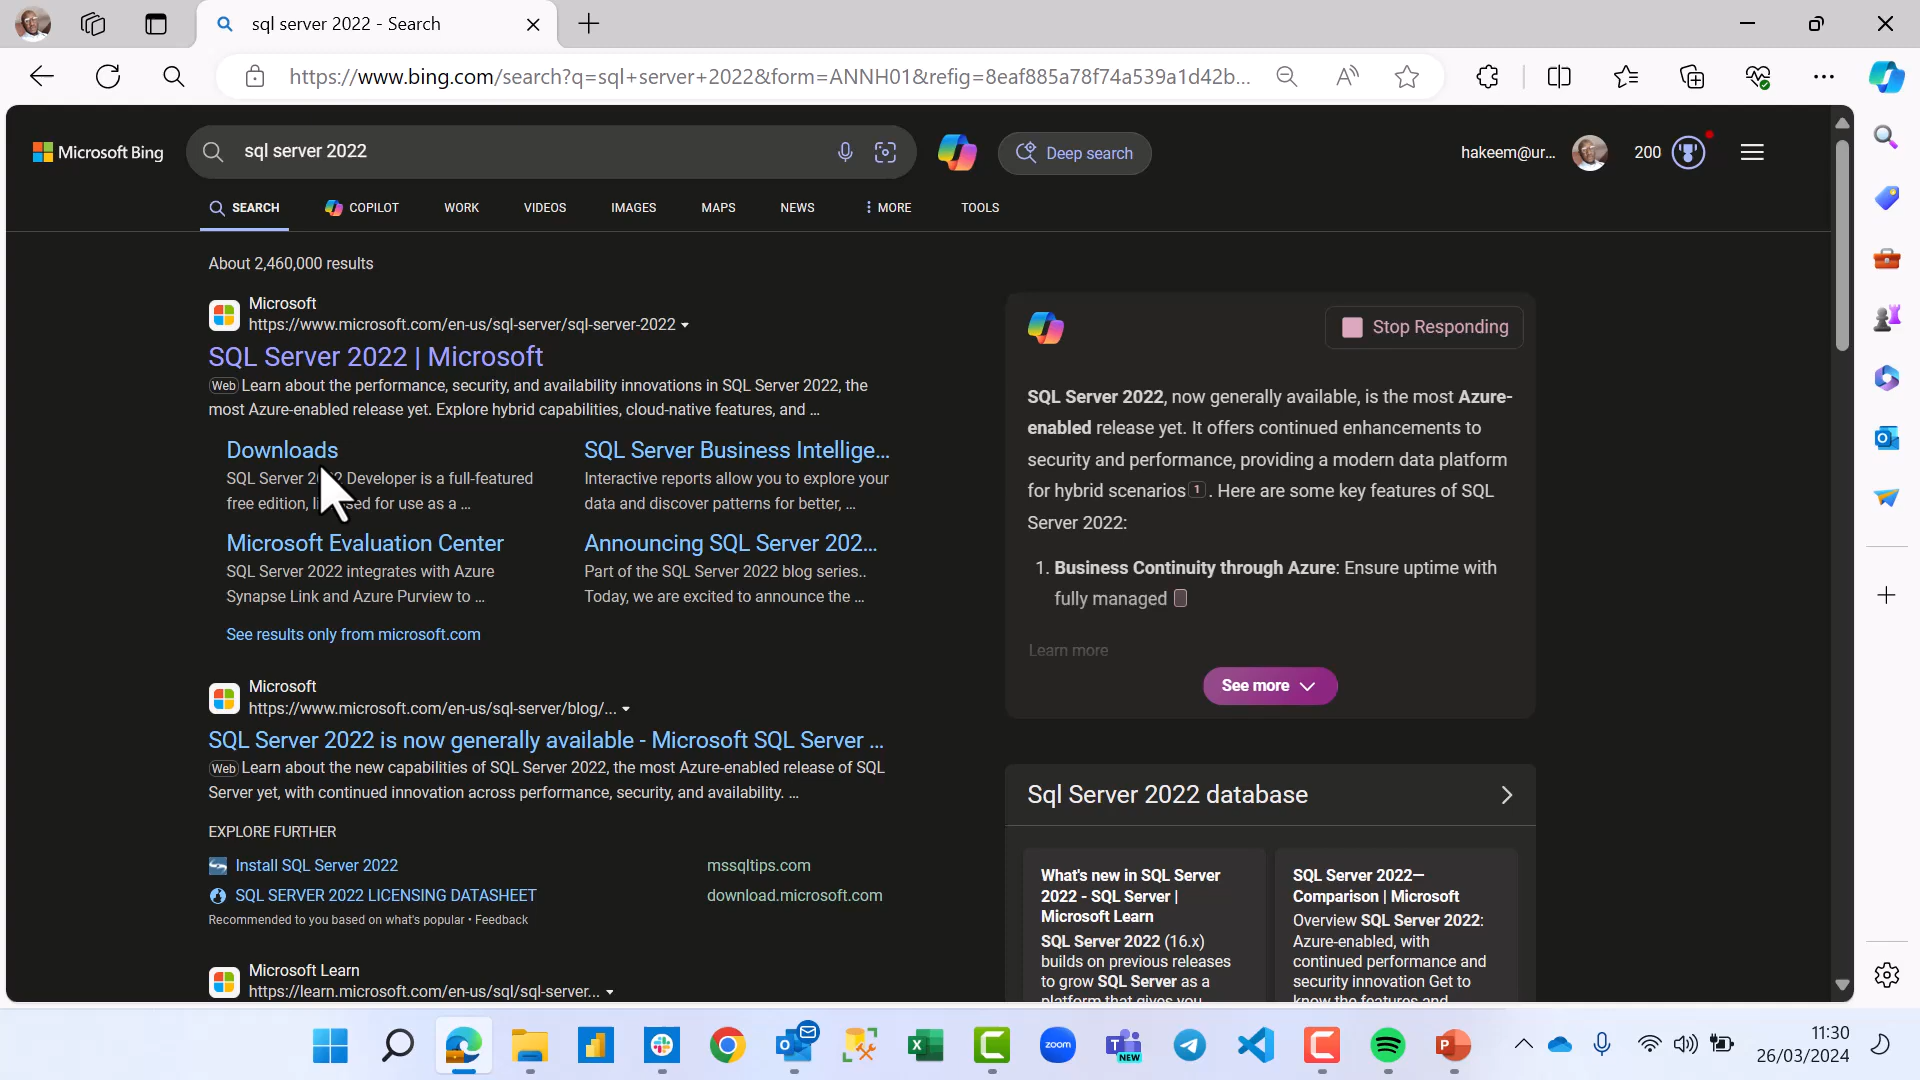 sql server 2022 - Search
https://www.bing.com/search?q=sql+server+2022&form=ANNH01&refig=8eaf885a78f74a539a1d42b...
Microsoft Bing
sql server 2022
Deep search
hakeem@ur...
200
SEARCH
COPILOT
WORK
VIDEOS
IMAGES
MAPS
NEWS
MORE
TOOLS
About 2,460,000 results
Microsoft
https://www.microsoft.com/en-us/sql-server/sql-server-2022
SQL Server 2022 | Microsoft
Web Learn about the performance, security, and availability innovations in SQL Server 2022, the
most Azure-enabled release yet. Explore hybrid capabilities, cloud-native features, and ...
Downloads
SQL Server 2022 Developer is a full-featured
free edition, licensed for use as a ...
SQL Server Business Intellige...
Interactive reports allow you to explore your
data and discover patterns for better, ...
Microsoft Evaluation Center
SQL Server 2022 integrates with Azure
Synapse Link and Azure Purview to ...
Announcing SQL Server 202...
Part of the SQL Server 2022 blog series..
Today, we are excited to announce the ...
See results only from microsoft.com
Microsoft
https://www.microsoft.com/en-us/sql-server/blog/...
SQL Server 2022 is now generally available - Microsoft SQL Server ...
Web Learn about the new capabilities of SQL Server 2022, the most Azure-enabled release of SQL
Server yet, with continued innovation across performance, security, and availability. ...
EXPLORE FURTHER
Install SQL Server 2022
mssqltips.com
SQL SERVER 2022 LICENSING DATASHEET
download.microsoft.com
Recommended to you based on what's popular • Feedback
Microsoft Learn
https://learn.microsoft.com/en-us/sql/sql-server...
Stop Responding
SQL Server 2022, now generally available, is the most Azure-
enabled release yet. It offers continued enhancements to
security and performance, providing a modern data platform
for hybrid scenarios 1 . Here are some key features of SQL
Server 2022:
1. Business Continuity through Azure: Ensure uptime with
fully managed
Learn more
See more
Sql Server 2022 database
What's new in SQL Server
2022 - SQL Server |
Microsoft Learn
SQL Server 2022 (16.x)
builds on previous releases
to grow SQL Server as a
platform that gives you
SQL Server 2022—
Comparison | Microsoft
Overview SQL Server 2022:
Azure-enabled, with
continued performance and
security innovation Get to
know the features and
zoom
NEW
11:30
26/03/2024